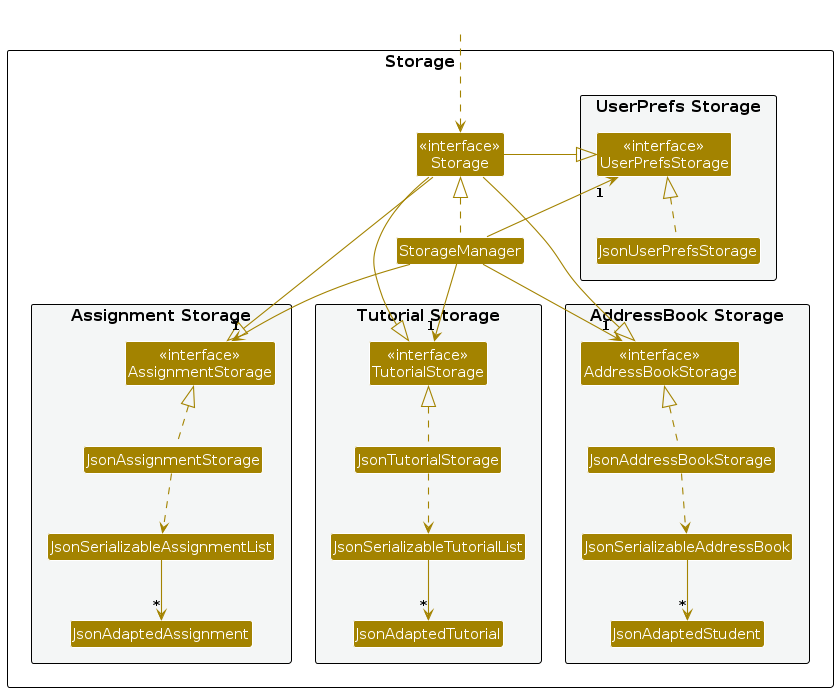 Storage
UserPrefs Storage
«interface»
Storage
«interface»
UserPrefsStorage
1
StorageManager
JsonUserPrefsStorage
Assignment Storage
1
Tutorial Storage
1
AddressBook Storage
1
«interface»
AssignmentStorage
«interface»
TutorialStorage
«interface»
AddressBookStorage
JsonAssignmentStorage
JsonTutorialStorage
JsonAddressBookStorage
JsonSerializableAssignmentList
JsonSerializableTutorialList
JsonSerializableAddressBook
*
*
*
JsonAdaptedAssignment
JsonAdaptedTutorial
JsonAdaptedStudent